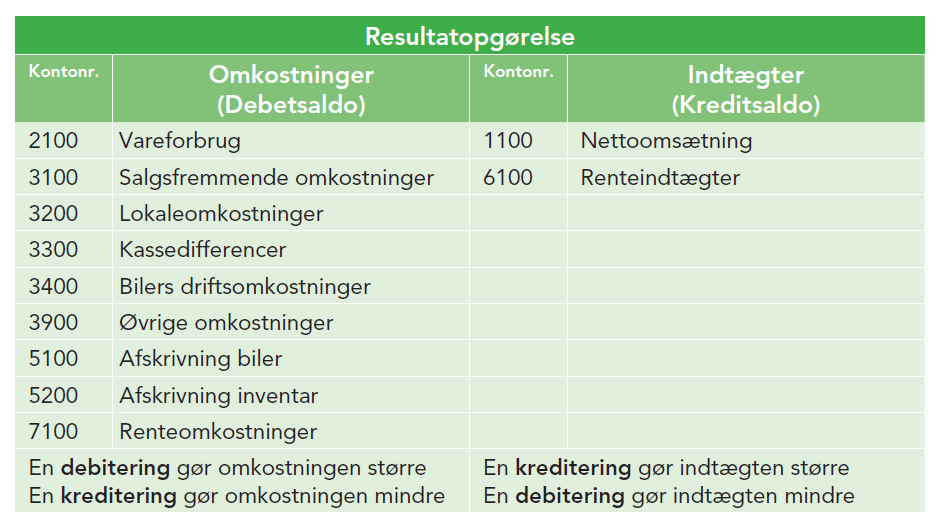 Resultatopgørelse
Kontonr. Omkostninger (Debetsaldo) Kontonr. Indtægter (Kreditsaldo)
2100 Vareforbrug 1100 Nettoomsætning
3100 Salgsfremmende omkostninger 6100 Renteindtægter
3200 Lokaleomkostninger
3300 Kassedifferencer
3400 Bilers driftsomkostninger
3900 Øvrige omkostninger
5100 Afskrivning biler
5200 Afskrivning inventar
7100 Renteomkostninger
En debitering gør omkostningen større
En kreditering gør omkostningen mindre
En kreditering gør indtægten større
En debitering gør indtægten mindre